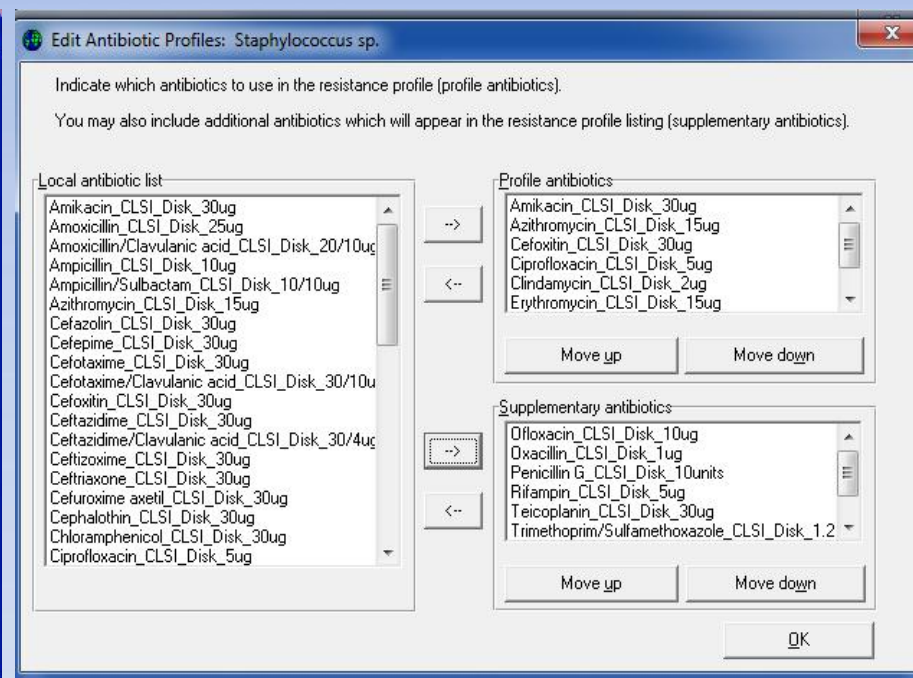 Edit Antibiotic Profiles: Staphylococcus sp.
Indicate which antibiotics to use in the resistance profile (profile antibiotics).
You may also include additional antibiotics which will appear in the resistance profile listing (supplementary antibiotics).
Local antibiotic list
Amikacin_CLSI_Disk_30ug
Amoxicillin_CLSI_Disk_25ug
Amoxicillin/Clavulanic acid_CLSI_Disk_20/10ug
Ampicillin_CLSI_Disk_10ug
Ampicillin/Sulbactam_CLSI_Disk_10/10ug
Azithromycin_CLSI_Disk_15ug
Cefazolin_CLSI_Disk_30ug
Cefepime_CLSI_Disk_30ug
Cefotaxime_CLSI_Disk_30ug
Cefotaxime/Clavulanic acid_CLSI_Disk_30/10u
Cefoxitin_CLSI_Disk_30ug
Ceftazidime_CLSI_Disk_30ug
Ceftazidime/Clavulanic acid_CLSI_Disk_30/4ug
Ceftizoxime_CLSI_Disk_30ug
Ceftriaxone_CLSI_Disk_30ug
Cefuroxime axetil_CLSI_Disk_30ug
Cephalothin_CLSI_Disk_30ug
Chloramphenicol_CLSI_Disk_30ug
Ciprofloxacin_CLSI_Disk_5ug
-->
<--
-->
<--
Profile antibiotics
Amikacin_CLSI_Disk_30ug
Azithromycin_CLSI_Disk_15ug
Cefoxitin_CLSI_Disk_30ug
Ciprofloxacin_CLSI_Disk_5ug
Clindamycin_CLSI_Disk_2ug
Erythromycin_CLSI_Disk_15ug
Move up Move down
Supplementary antibiotics
Ofloxacin_CLSI_Disk_10ug
Oxacillin_CLSI_Disk_1ug
Penicillin G_CLSI_Disk_10units
Rifampin_CLSI_Disk_5ug
Teicoplanin_CLSI_Disk_30ug
Trimethoprim/Sulfamethoxazole_CLSI_Disk_1.2
Move up Move down
OK